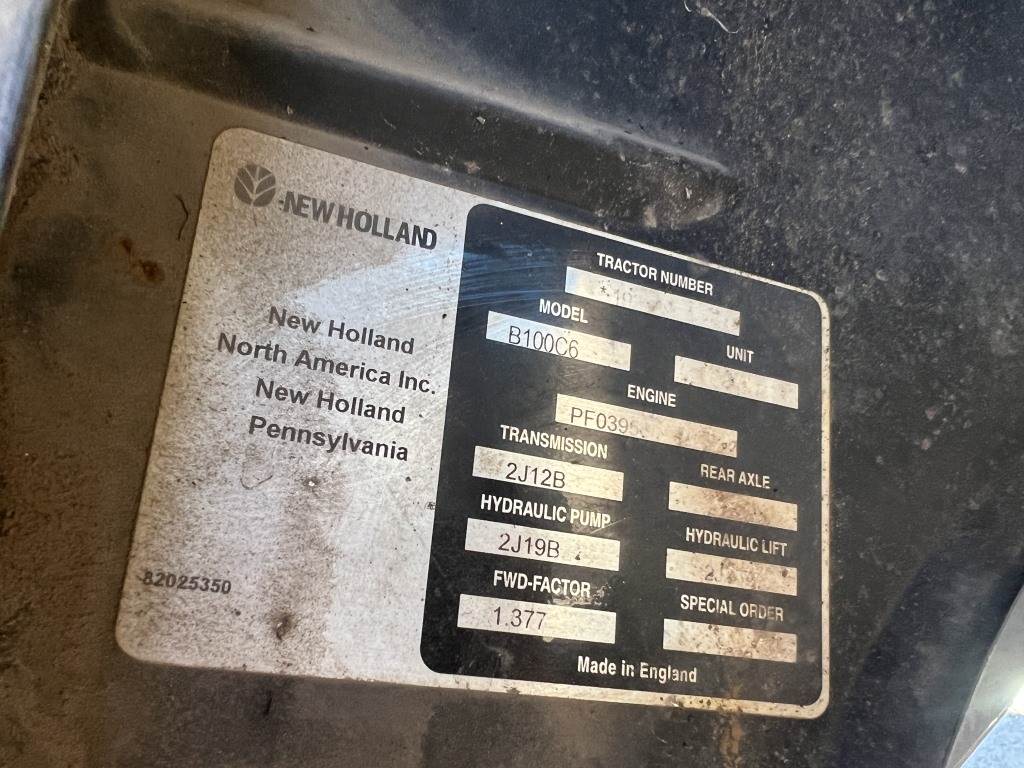 NEW HOLLAND
New Holland
North America Inc.
New Holland
Pennsylvania
82025350
TRACTOR NUMBER
MODEL
B100C6
UNIT
ENGINE
TRANSMISSION
2J12B
REAR AXLE
HYDRAULIC PUMP
2J19B
HYDRAULIC LIFT
FWD-FACTOR
1.377
SPECIAL ORDER
Made in England